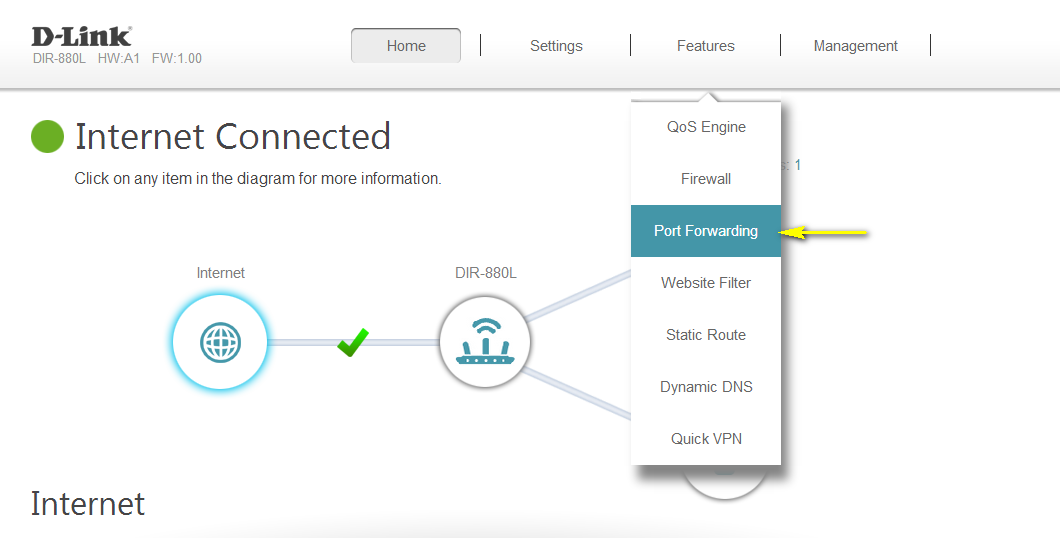 D-Link
DIR-880L HW:A1 FW:1.00
Home
Settings
Features
Management
Internet Connected
Click on any item in the diagram for more information.
QoS Engine
Firewall
Port Forwarding
Website Filter
Static Route
Dynamic DNS
Quick VPN
s: 1
Internet
DIR-880L
Internet